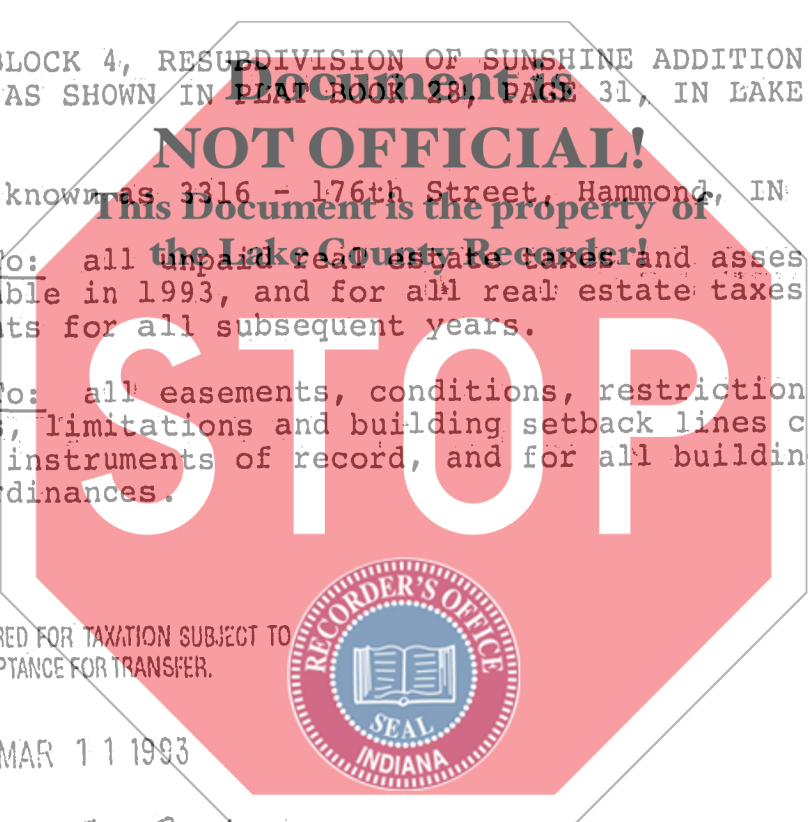 BLOCK 4, RESUBDIVISION OF SUNSHINE ADDITION
AS SHOWN IN PLAT BOOK 28, PAGE 31, IN LAKE
Document is
NOT OFFICIAL!
known as 3316 - 176th Street, Hammond, IN
This Document is the property of
the Lake County Recorder!
To: all unpaid real estate taxes and asses
ble in 1993, and for all real estate taxes
ts for all subsequent years.
STOP
To: all easements, conditions, restriction
s, limitations and building setback lines c
instruments of record, and for all buildin
rdinances.
RECORDER'S OFFICE
SEAL
INDIANA
RED FOR TAXATION SUBJECT TO
PTANCE FOR TRANSFER.
MAR 11 1993